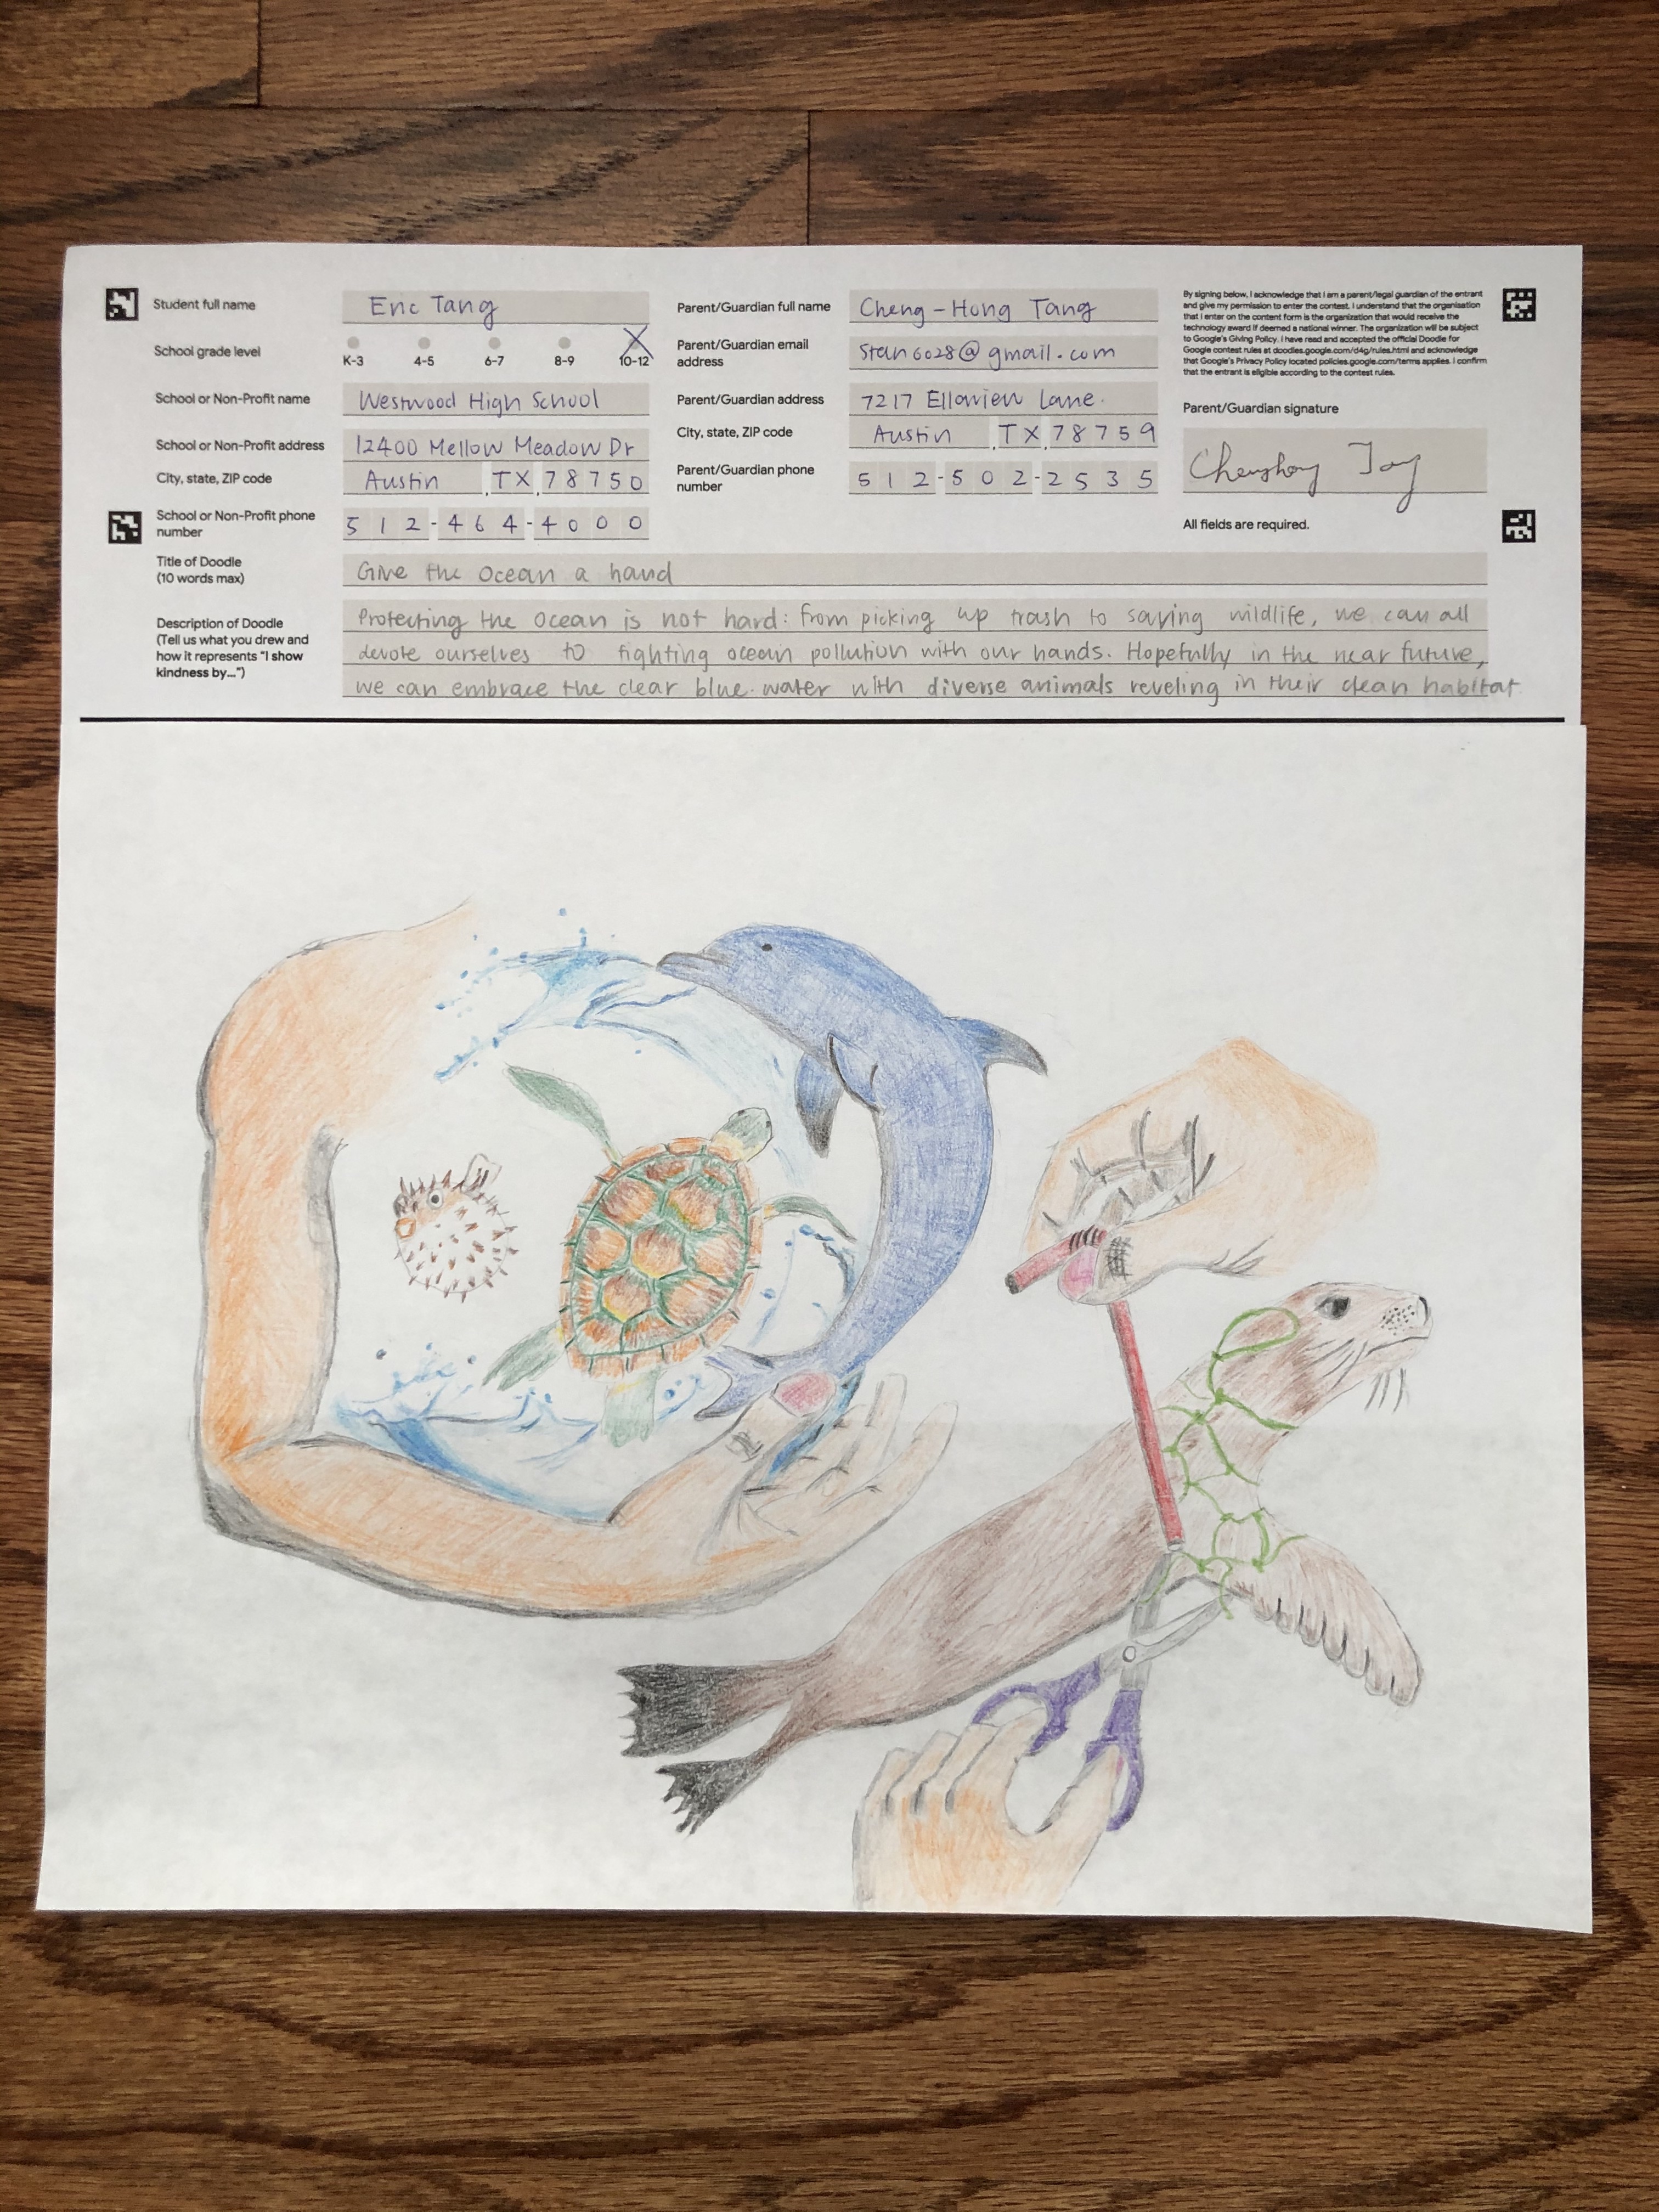 Student full name Eric Tang
School grade level
K-3 4-5 6-7 8-9 10-12
School or Non-Profit name Westwood High School
School or Non-Profit address 12400 Mellow Meadow Dr
City, state, ZIP code Austin, TX, 78750
School or Non-Profit phone
number 512-464-4000
Parent/Guardian full name Cheng-Hong Tang
Parent/Guardian email
address stan6028@gmail.com
Parent/Guardian address 7217 Ellavien Lane.
City, state, ZIP code Austin, TX, 78759
Parent/Guardian phone
number 512-502-2535
By signing below, I acknowledge that I am a parent/legal guardian of the entrant
and give my permission to enter the contest. I understand that the organisation
that I enter on the content form is the organization that would receive the
technology award if deemed a national winner. The organization will be subject
to Google's Giving Policy. I have read and accepted the official Doodle for
Google contest rules at doodles.google.com/d4g/rules.html and acknowledge
that Google's Privacy Policy located policies.google.com/terms applies. I confirm
that the entrant is eligible according to the contest rules.
Parent/Guardian signature
All fields are required.
Title of Doodle
(10 words max) Give the Ocean a hand
Description of Doodle
(Tell us what you drew and
how it represents "I show
kindness by...")
Protecting the ocean is not hard: from picking up trash to saving wildlife, we can all
devote ourselves to fighting ocean pollution with our hands. Hopefully in the near future,
we can embrace the clear blue water with diverse animals reveling in their clean habitat